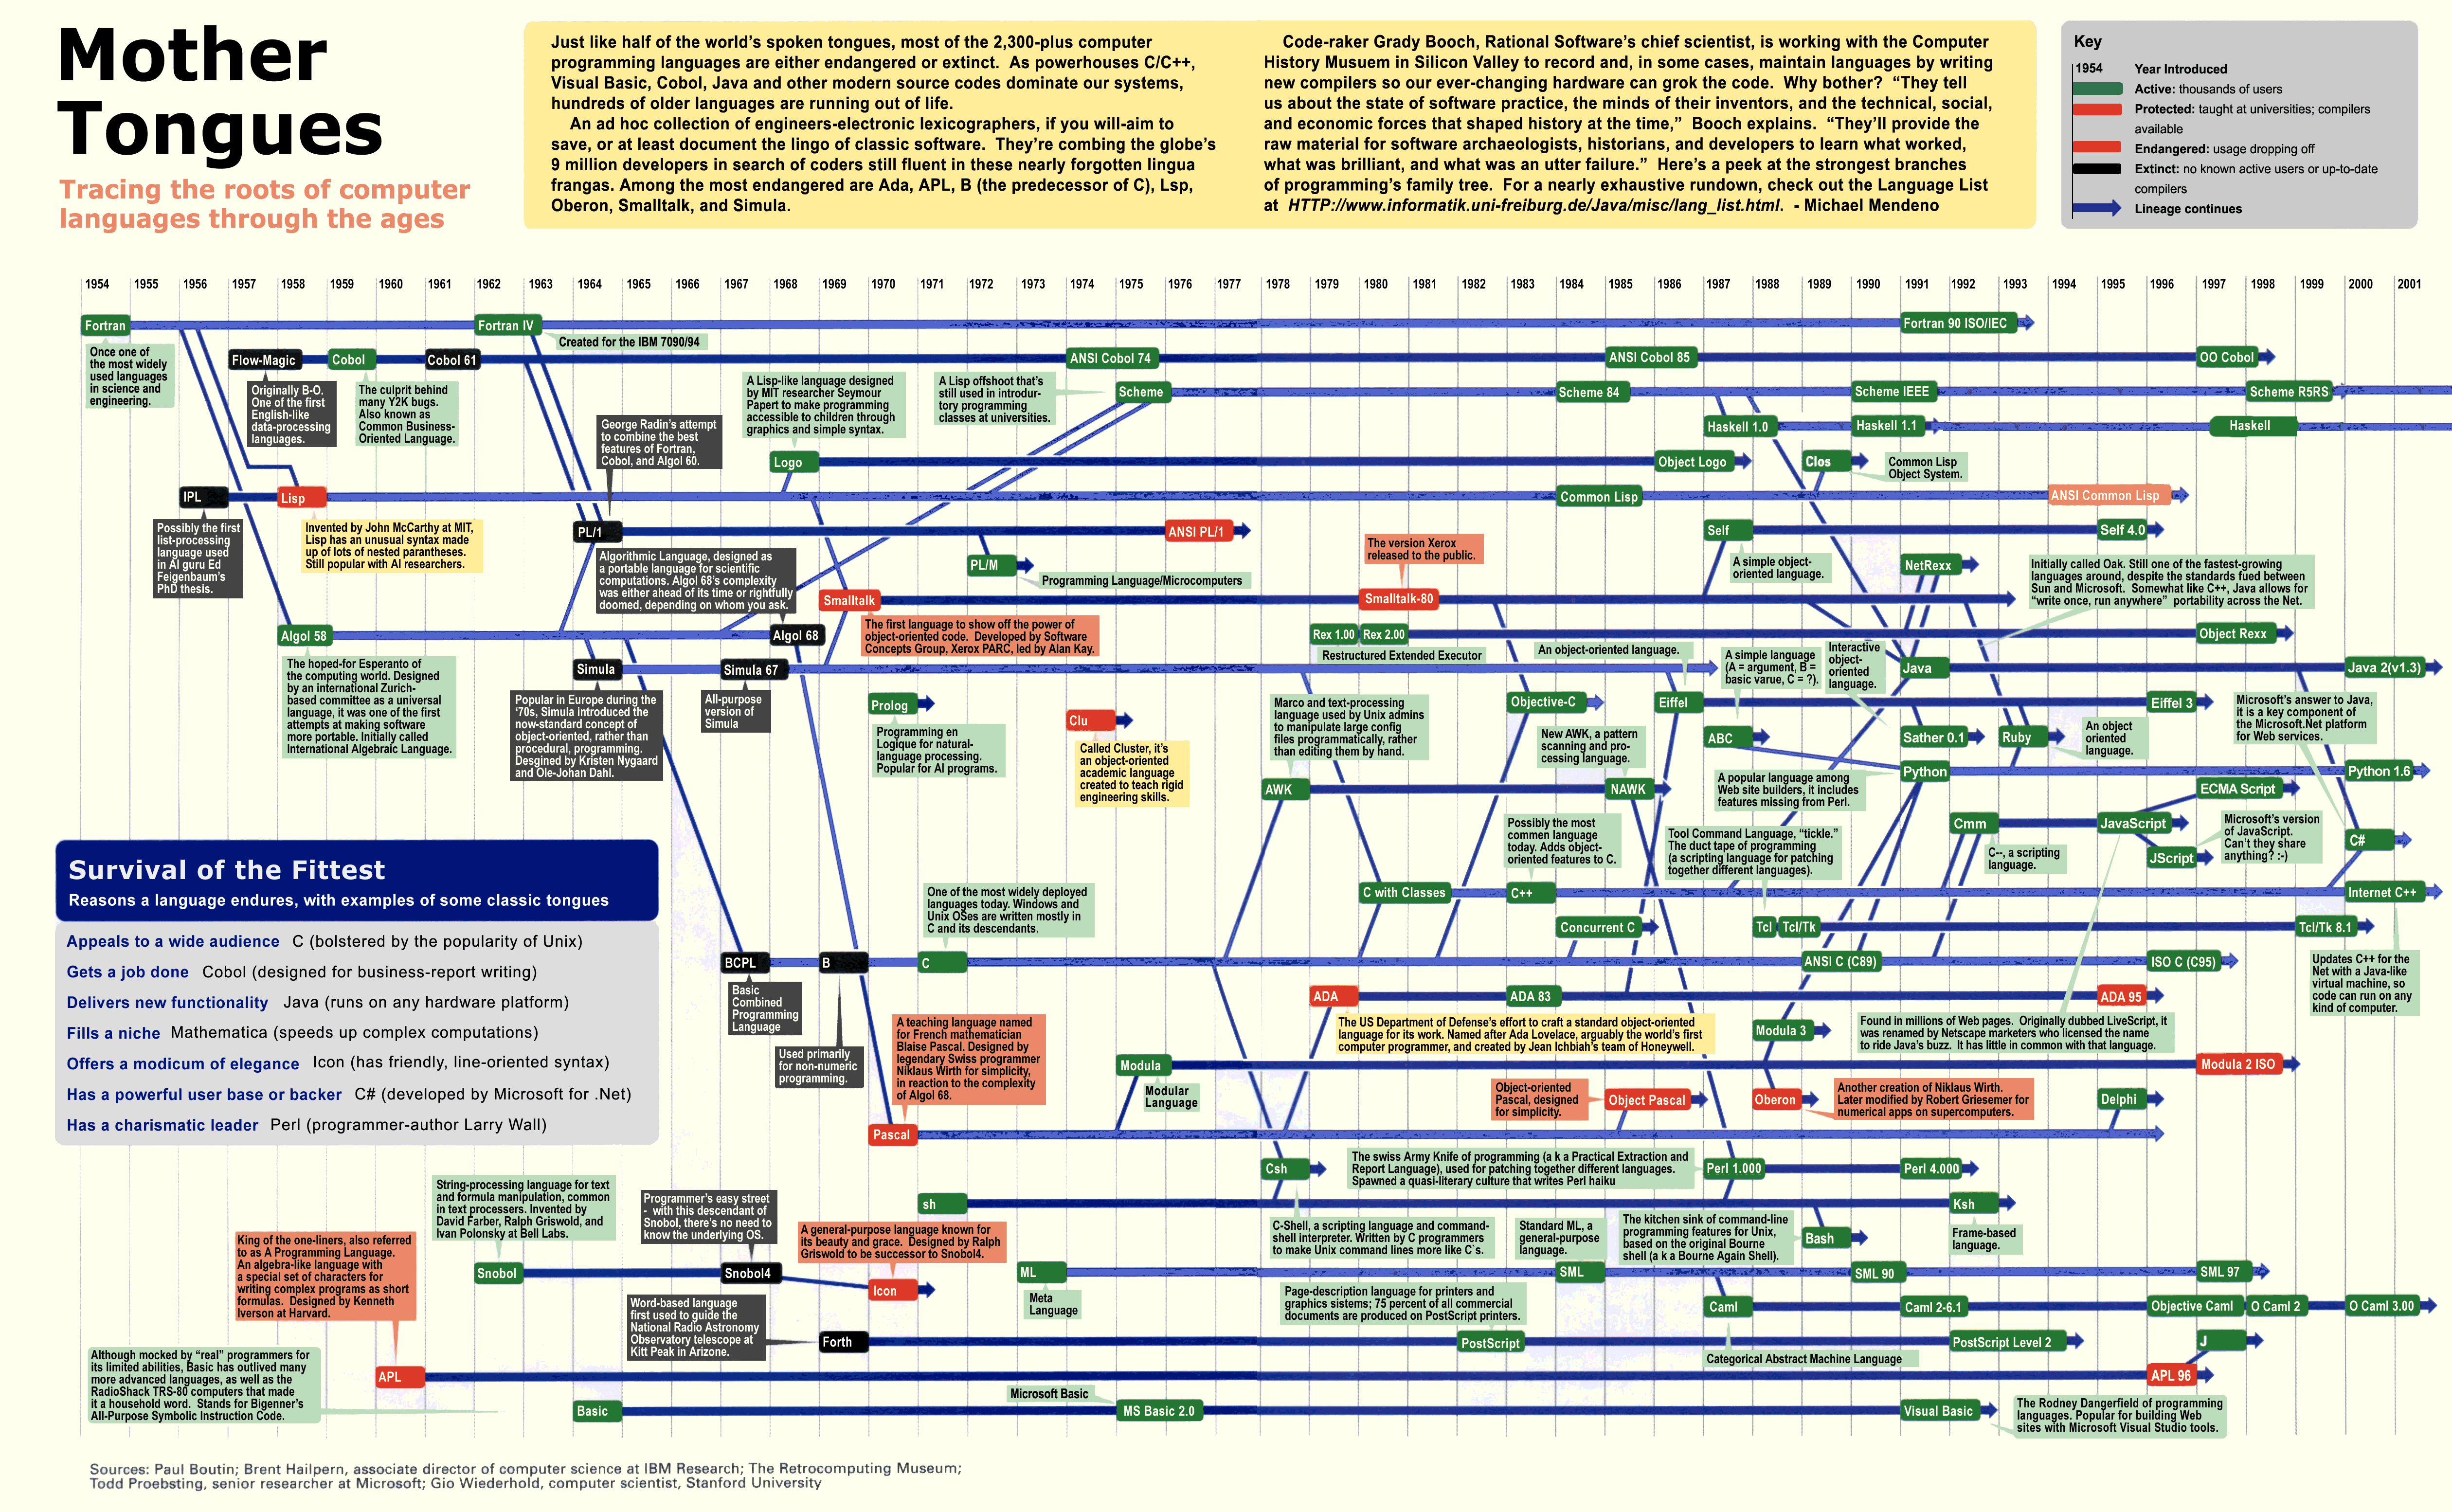 Mother
Tongues
Tracing the roots of computer
languages through the ages
Just like half of the world's spoken tongues, most of the 2,300-plus computer
programming languages are either endangered or extinct. As powerhouses C/C++,
Visual Basic, Cobol, Java and other modern source codes dominate our systems,
hundreds of older languages are running out of life.
An ad hoc collection of engineers-electronic lexicographers, if you will-aim to
save, or at least document the lingo of classic software. They're combing the globe's
9 million developers in search of coders still fluent in these nearly forgotten lingua
frangas. Among the most endangered are Ada, APL, B (the predecessor of C), Lsp,
Oberon, Smalltalk, and Simula.
Code-raker Grady Booch, Rational Software's chief scientist, is working with the Computer
History Musuem in Silicon Valley to record and, in some cases, maintain languages by writing
new compilers so our ever-changing hardware can grok the code. Why bother? "They tell
us about the state of software practice, the minds of their inventors, and the technical, social,
and economic forces that shaped history at the time," Booch explains. "They'll provide the
raw material for software archaeologists, historians, and developers to learn what worked,
what was brilliant, and what was an utter failure." Here's a peek at the strongest branches
of programming's family tree. For a nearly exhaustive rundown, check out the Language List
at HTTP://www.informatik.uni-freiburg.de/Java/misc/lang_list.html. - Michael Mendeno
Key
1954 Year Introduced
Active: thousands of users
Protected: taught at universities; compilers
available
Endangered: usage dropping off
Extinct: no known active users or up-to-date
compilers
Lineage continues
1954 1955 1956 1957 1958 1959 1960 1961 1962 1963 1964 1965 1966 1967 1968 1969 1970 1971 1972 1973 1974 1975 1976 1977 1978 1979 1980 1981 1982 1983 1984 1985 1986 1987 1988 1989 1990 1991 1992 1993 1994 1995 1996 1997 1998 1999 2000 2001
Fortran
Fortran IV
Fortran 90 ISO/IEC
Once one of
the most widely
used languages
in science and
engineering.
Created for the IBM 7090/94
Flow-Magic
Cobol
Cobol 61
ANSI Cobol 74
ANSI Cobol 85
OO Cobol
Originally B-O.
One of the first
English-like
data-processing
languages.
The culprit behind
many Y2K bugs.
Also known as
Common Business-
Oriented Language.
A Lisp-like language designed
by MIT researcher Seymour
Papert to make programming
accessible to children through
graphics and simple syntax.
A Lisp offshoot that's
still used in introdur-
tory programming
classes at universities.
Scheme
Scheme 84
Scheme IEEE
Scheme R5RS
George Radin's attempt
to combine the best
features of Fortran,
Cobol, and Algol 60.
Haskell 1.0
Haskell 1.1
Haskell
Logo
Object Logo
Clos
Common Lisp
Object System.
IPL
Lisp
Common Lisp
ANSI Common Lisp
Possibly the first
list-processing
language used
in AI guru Ed
Feigenbaum's
PhD thesis.
Invented by John McCarthy at MIT,
Lisp has an unusual syntax made
up of lots of nested parantheses.
Still popular with AI researchers.
PL/1
ANSI PL/1
Self
Self 4.0
Algorithmic Language, designed as
a portable language for scientific
computations. Algol 68's complexity
was either ahead of its time or rightfully
doomed, depending on whom you ask.
PL/M
Programming Language/Microcomputers
The version Xerox
released to the public.
A simple object-
oriented language.
NetRexx
Initially called Oak. Still one of the fastest-growing
languages around, despite the standards fued between
Sun and Microsoft. Somewhat like C++, Java allows for
"write once, run anywhere" portability across the Net.
Smalltalk
Smalltalk-80
The first language to show off the power of
object-oriented code. Developed by Software
Concepts Group, Xerox PARC, led by Alan Kay.
Algol 58
Algol 68
Rex 1.00
Rex 2.00
Object Rexx
Restructured Extended Executor
An object-oriented language.
A simple language
(A = argument, B =
basic varue, C = ?).
Interactive
object-
oriented
language.
The hoped-for Esperanto of
the computing world. Designed
by an international Zurich-
based committee as a universal
language, it was one of the first
attempts at making software
more portable. Initially called
International Algebraic Language.
Simula
Simula 67
Java
Java 2(v1.3)
Popular in Europe during the
'70s, Simula introduced the
now-standard concept of
object-oriented, rather than
procedural, programming.
Desgined by Kristen Nygaard
and Ole-Johan Dahl.
All-purpose
version of
Simula
Prolog
Programming en
Logique for natural-
language processing.
Popular for AI programs.
Clu
Called Cluster, it's
an object-oriented
academic language
created to teach rigid
engineering skills.
Marco and text-processing
language used by Unix admins
to manipulate large config
files programmatically, rather
than editing them by hand.
Objective-C
Eiffel
Eiffel 3
Microsoft's answer to Java,
it is a key component of
the Microsoft.Net platform
for Web services.
New AWK, a pattern
scanning and pro-
cessing language.
ABC
Sather 0.1
Ruby
An object
oriented
language.
A popular language among
Web site builders, it includes
features missing from Perl.
Python
Python 1.6
AWK
NAWK
ECMA Script
Possibly the most
commen language
today. Adds object-
oriented features to C.
Tool Command Language, "tickle."
The duct tape of programming
(a scripting language for patching
together different languages).
Cmm
C--, a scripting
language.
JavaScript
JScript
Microsoft's version
of JavaScript.
Can't they share
anything? :-)
C#
Survival of the Fittest
Reasons a language endures, with examples of some classic tongues
Appeals to a wide audience C (bolstered by the popularity of Unix)
Gets a job done Cobol (designed for business-report writing)
Delivers new functionality Java (runs on any hardware platform)
Fills a niche Mathematica (speeds up complex computations)
Offers a modicum of elegance Icon (has friendly, line-oriented syntax)
Has a powerful user base or backer C# (developed by Microsoft for .Net)
Has a charismatic leader Perl (programmer-author Larry Wall)
One of the most widely deployed
languages today. Windows and
Unix OSes are written mostly in
C and its descendants.
C with Classes
C++
Internet C++
Concurrent C
Tcl
Tcl/Tk
Tcl/Tk 8.1
BCPL
B
C
ANSI C (C89)
ISO C (C95)
Updates C++ for the
Net with a Java-like
virtual machine, so
code can run on any
kind of computer.
Basic
Combined
Programming
Language
Used primarily
for non-numeric
programming.
ADA
ADA 83
ADA 95
A teaching language named
for French mathematician
Blaise Pascal. Designed by
legendary Swiss programmer
Niklaus Wirth for simplicity,
in reaction to the complexity
of Algol 68.
The US Department of Defense's effort to craft a standard object-oriented
language for its work. Named after Ada Lovelace, arguably the world's first
computer programmer, and created by Jean Ichbiah's team of Honeywell.
Modula 3
Found in millions of Web pages. Originally dubbed LiveScript, it
was renamed by Netscape marketers who licensed the name
to ride Java's buzz. It has little in common with that language.
Modula
Modular
Language
Modula 2 ISO
Object-oriented
Pascal, designed
for simplicity.
Object Pascal
Oberon
Another creation of Niklaus Wirth.
Later modified by Robert Griesemer for
numerical apps on supercomputers.
Delphi
Pascal
Csh
The swiss Army Knife of programming (a k a Practical Extraction and
Report Language), used for patching together different languages.
Spawned a quasi-literary culture that writes Perl haiku
Perl 1.000
Perl 4.000
String-processing language for text
and formula manipulation, common
in text processers. Invented by
David Farber, Ralph Griswold, and
Ivan Polonsky at Bell Labs.
Programmer's easy street
- with this descendant of
Snobol, there's no need to
know the underlying OS.
sh
Ksh
Frame-based
language.
King of the one-liners, also referred
to as A Programming Language.
An algebra-like language with
a special set of characters for
writing complex programs as short
formulas. Designed by Kenneth
Iverson at Harvard.
A general-purpose language known for
its beauty and grace. Designed by Ralph
Griswold to be successor to Snobol4.
C-Shell, a scripting language and command-
shell interpreter. Written by C programmers
to make Unix command lines more like C`s.
Standard ML, a
general-purpose
language.
The kitchen sink of command-line
programming features for Unix,
based on the original Bourne
shell (a k a Bourne Again Shell).
Bash
Snobol
Snobol4
Icon
ML
Meta
Language
SML
SML 90
SML 97
Word-based language
first used to guide the
National Radio Astronomy
Observatory telescope at
Kitt Peak in Arizone.
Page-description language for printers and
graphics sistems; 75 percent of all commercial
documents are produced on PostScript printers.
Caml
Caml 2-6.1
Objective Caml
O Caml 2
O Caml 3.00
Forth
PostScript
PostScript Level 2
J
Categorical Abstract Machine Language
Although mocked by "real" programmers for
its limited abilities, Basic has outlived many
more advanced languages, as well as the
RadioShack TRS-80 computers that made
it a household word. Stands for Bigenner's
All-Purpose Symbolic Instruction Code.
APL
APL 96
Microsoft Basic
Basic
MS Basic 2.0
Visual Basic
The Rodney Dangerfield of programming
languages. Popular for building Web
sites with Microsoft Visual Studio tools.
Sources: Paul Boutin; Brent Hailpern, associate director of computer science at IBM Research; The Retrocomputing Museum;
Todd Proebsting, senior researcher at Microsoft; Gio Wiederhold, computer scientist, Stanford University